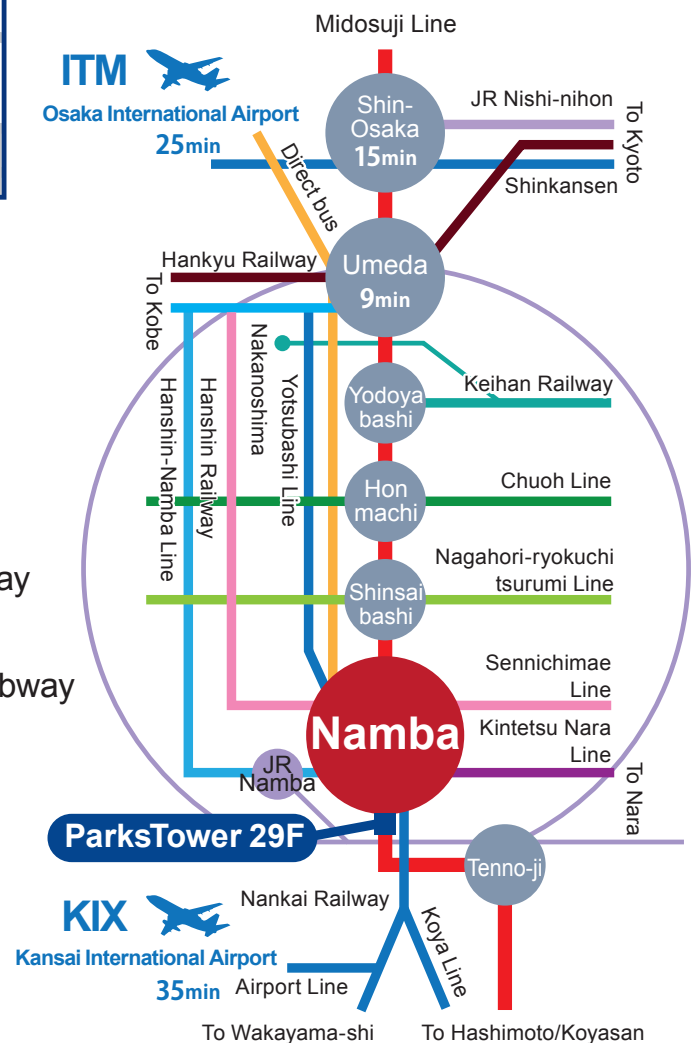 Midosuji Line
ITM
Osaka International Airport
25min
Shin-
Osaka
15min
JR Nishi-nihon
To Kyoto
Shinkansen
Direct bus
Hankyu Railway
Umeda
9min
To Kobe
Hanshin-Namba Line
Hanshin Railway
Nakanoshima
Yotsubashi Line
Yodoya
bashi
Keihan Railway
Hon
machi
Chuoh Line
Nagahori-ryokuchi
tsurumi Line
Shinsai
bashi
ay
bway
Sennichimae
Line
Namba
Kintetsu Nara
Line
To Nara
JR
Namba
ParksTower 29F
Tenno-ji
Nankai Railway
Koya Line
KIX
Kansai International Airport
35min
Airport Line
To Wakayama-shi
To Hashimoto/Koyasan